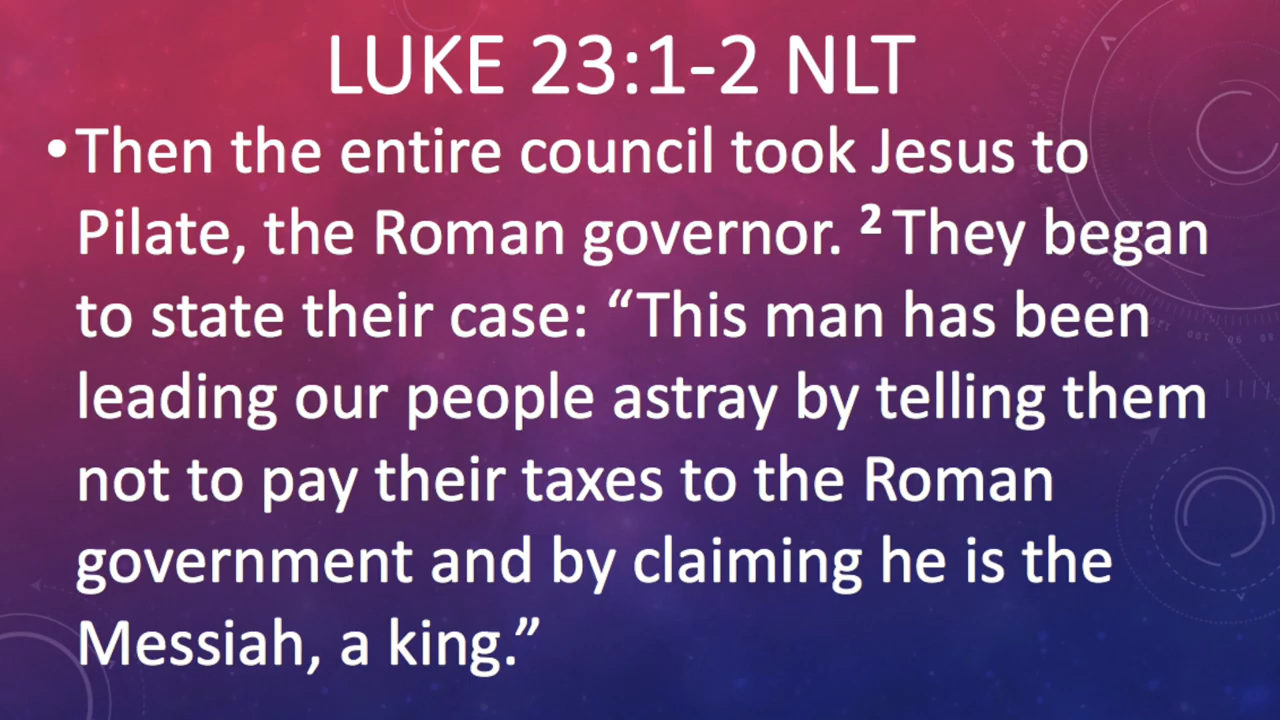 LUKE 23:1-2 NLT
•Then the entire council took Jesus to
Pilate, the Roman governor. ² They began
to state their case: “This man has been
leading our people astray by telling them
not to pay their taxes to the Roman
government and by claiming he is the
Messiah, a king.”